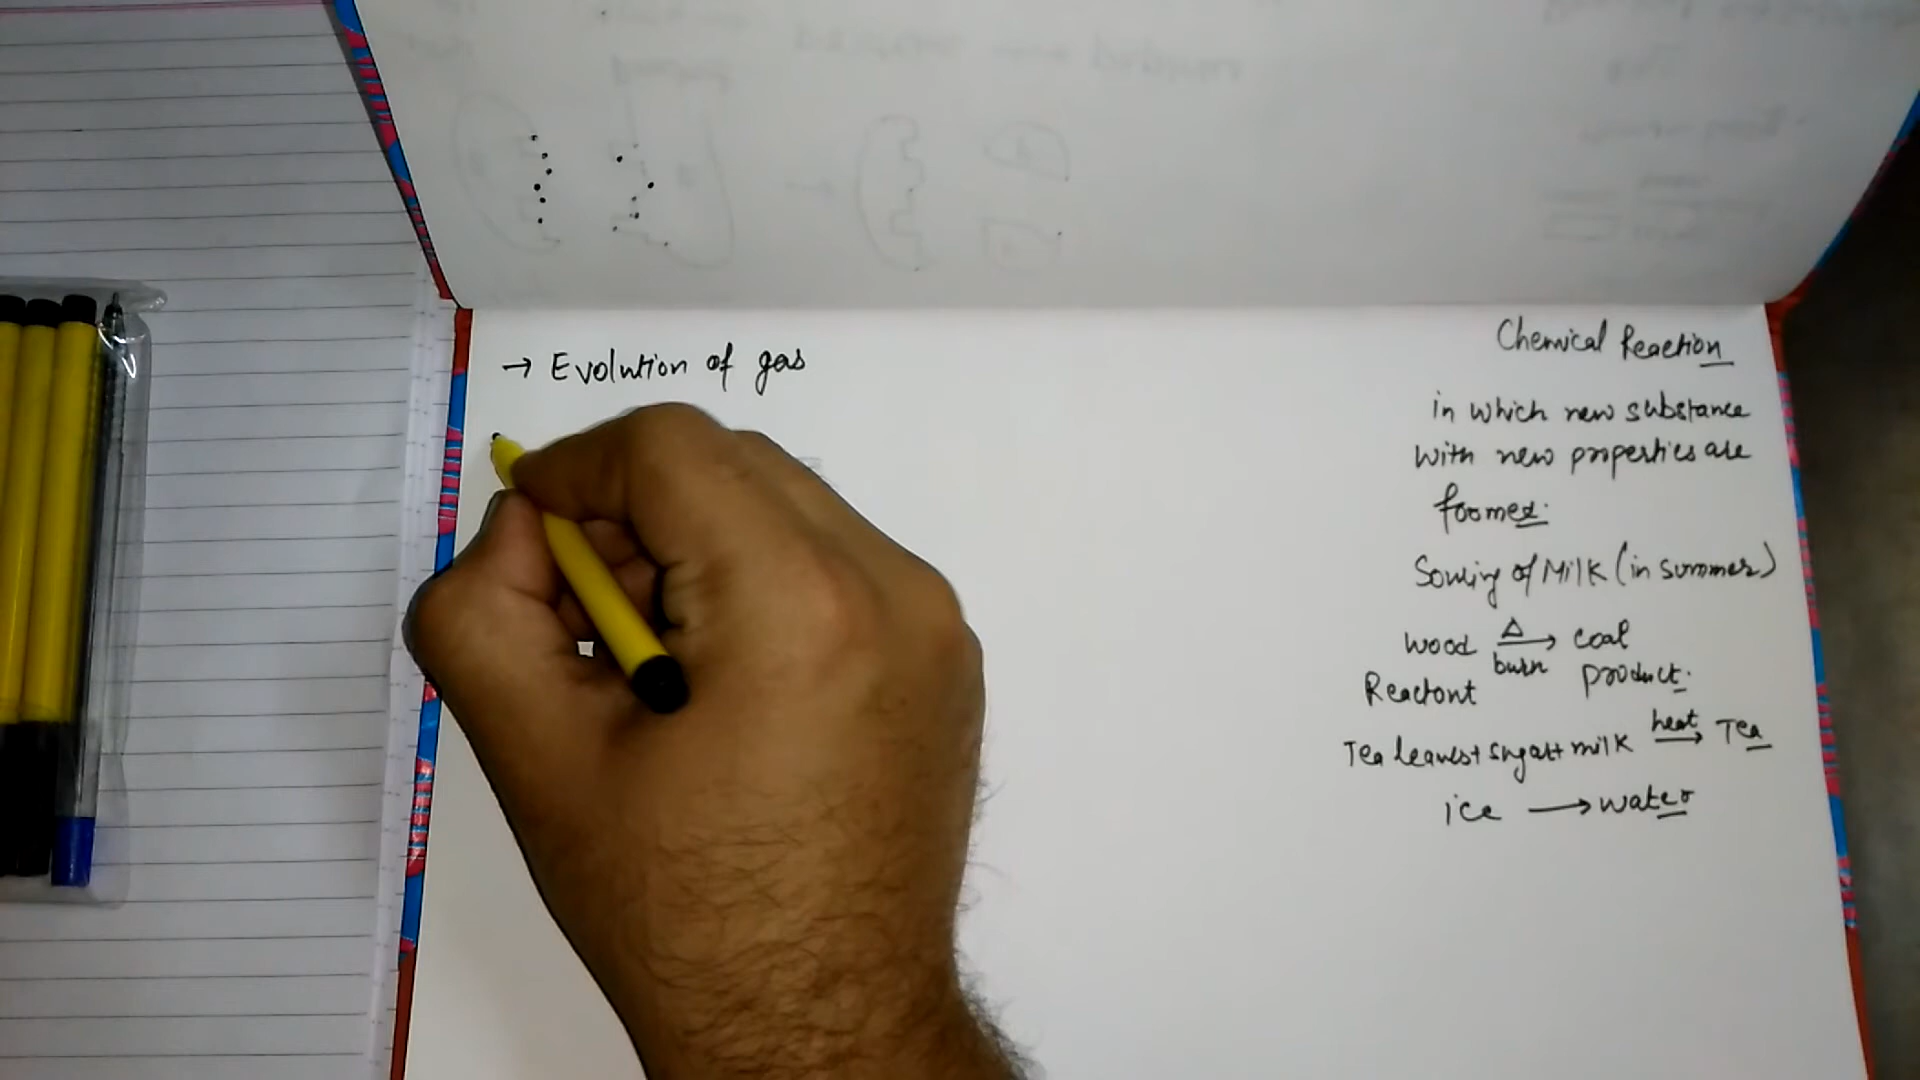 → Evolution of gas
Chemical Reaction
in which new substance
with new properties are
formed.
Souring of Milk (in summer)
wood Δ → coal
burn
Reactant product.
Tea leaves + sugar + milk heat → Tea
ice → water